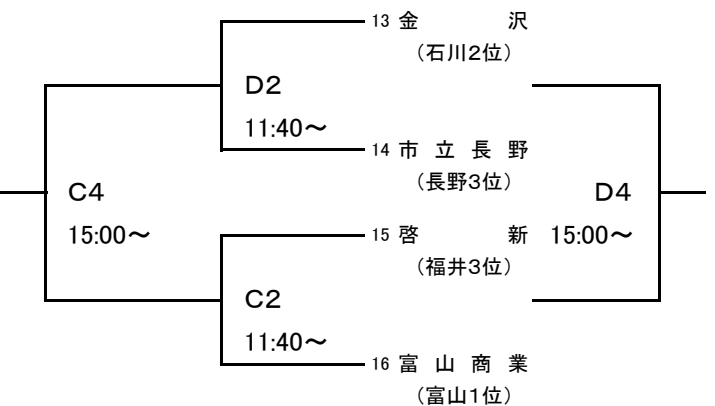 13 金沢
（石川2位）
D2
11:40～
14 市立長野
（長野3位）
C4
15:00～
D4
15:00～
15 啓新
（福井3位）
C2
11:40～
16 富山商業
（富山1位）